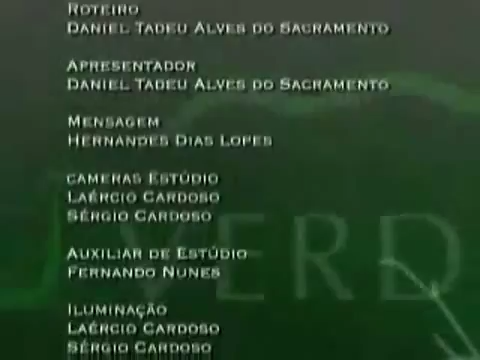 ROTEIRO
DANIEL TADEU ALVES DO SACRAMENTO
APRESENTADOR
DANIEL TADEU ALVES DO SACRAMENTO
MENSAGEM
HERNANDES DIAS LOPES
CAMERAS ESTÚDIO
LAÉRCIO CARDOSO
SÉRGIO CARDOSO
AUXILIAR DE ESTÚDIO
FERNANDO NUNES
ILUMINAÇÃO
LAÉRCIO CARDOSO
SÉRGIO CARDOSO
VERD